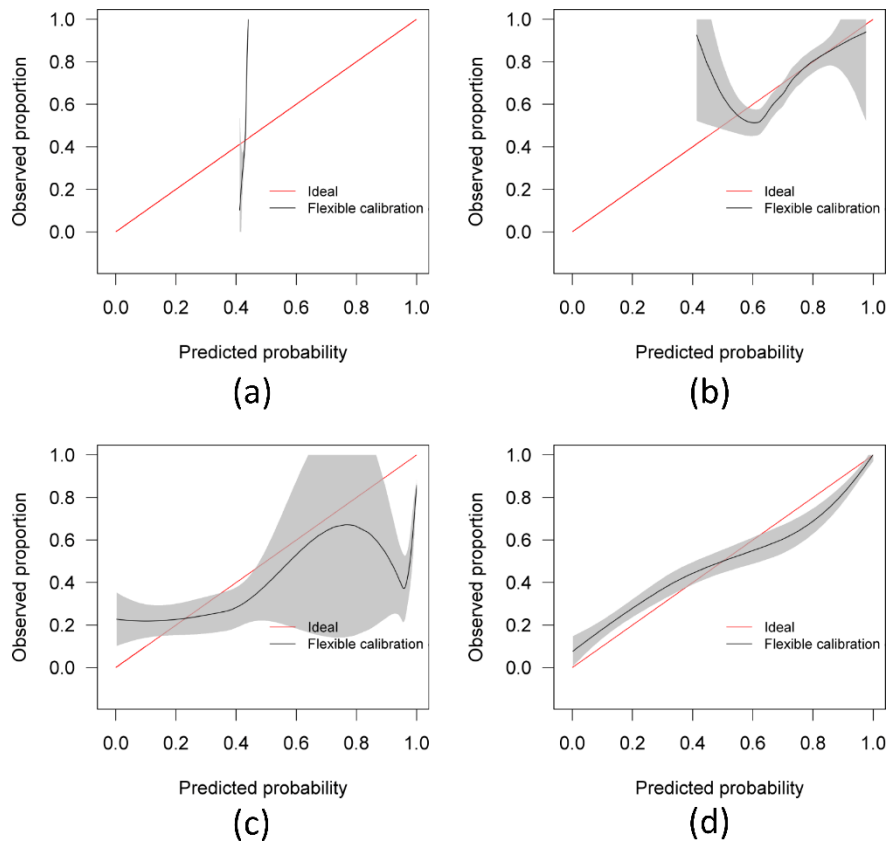 Observed proportion
1.0
0.8
0.6
0.4
0.2
0.0
Ideal
Flexible calibration
0.0 0.2 0.4 0.6 0.8 1.0
Predicted probability
(a)
Observed proportion
1.0
0.8
0.6
0.4
0.2
0.0
Ideal
Flexible calibration
0.0 0.2 0.4 0.6 0.8 1.0
Predicted probability
(b)
Observed proportion
1.0
0.8
0.6
0.4
0.2
0.0
Ideal
Flexible calibration
0.0 0.2 0.4 0.6 0.8 1.0
Predicted probability
(c)
Observed proportion
1.0
0.8
0.6
0.4
0.2
0.0
Ideal
Flexible calibration
0.0 0.2 0.4 0.6 0.8 1.0
Predicted probability
(d)